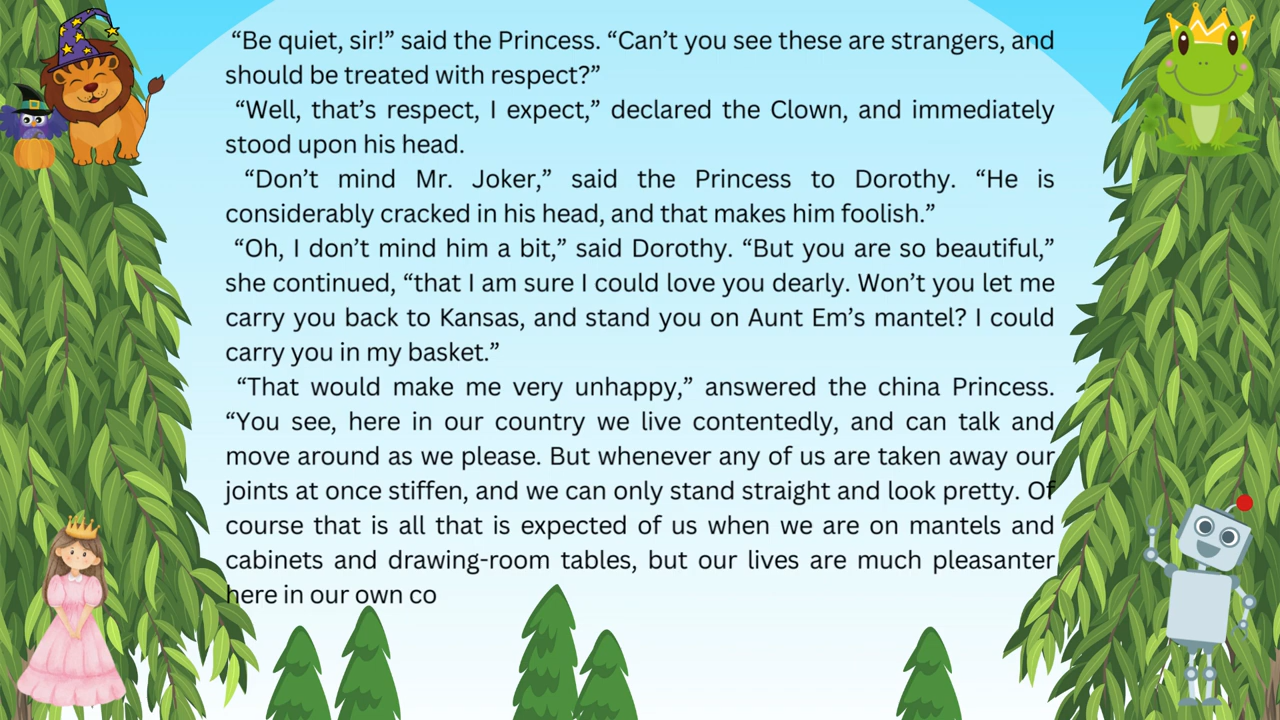 “Be quiet, sir!” said the Princess. “Can’t you see these are strangers, and
should be treated with respect?”
“Well, that’s respect, I expect,” declared the Clown, and immediately
stood upon his head.
“Don’t mind Mr. Joker,” said the Princess to Dorothy. “He is
considerably cracked in his head, and that makes him foolish.”
“Oh, I don’t mind him a bit,” said Dorothy. “But you are so beautiful,”
she continued, “that I am sure I could love you dearly. Won’t you let me
carry you back to Kansas, and stand you on Aunt Em’s mantel? I could
carry you in my basket.”
“That would make me very unhappy,” answered the china Princess.
“You see, here in our country we live contentedly, and can talk and
move around as we please. But whenever any of us are taken away our
joints at once stiffen, and we can only stand straight and look pretty. Of
course that is all that is expected of us when we are on mantels and
cabinets and drawing-room tables, but our lives are much pleasanter
here in our own co